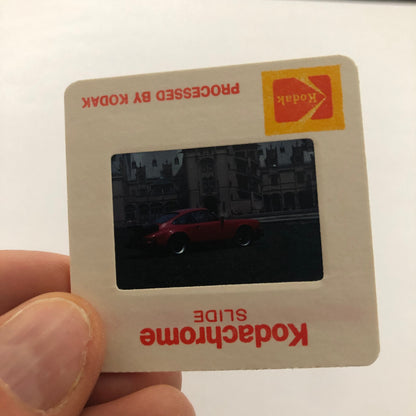 Kodachrome
SLIDE
PROCESSED BY KODAK
Kodak